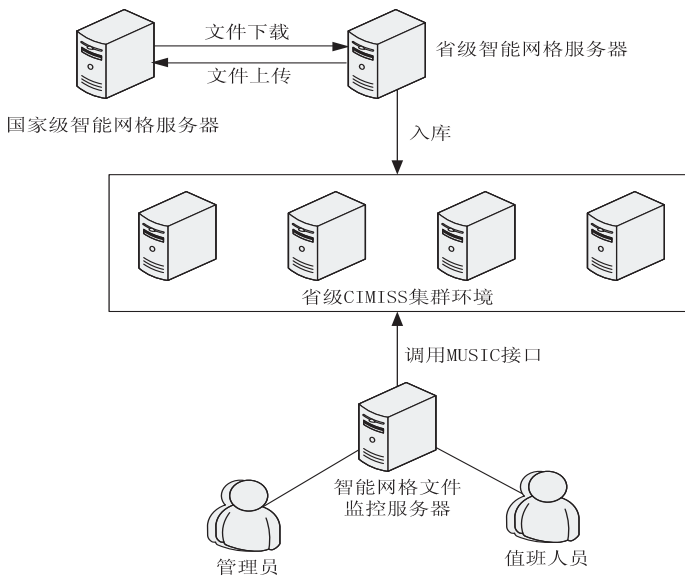 文件下载
省级智能网格服务器
文件上传
国家级智能网格服务器
入库
省级CIMISS集群环境
调用MUSIC接口
智能网格文件
监控服务器
管理员
值班人员